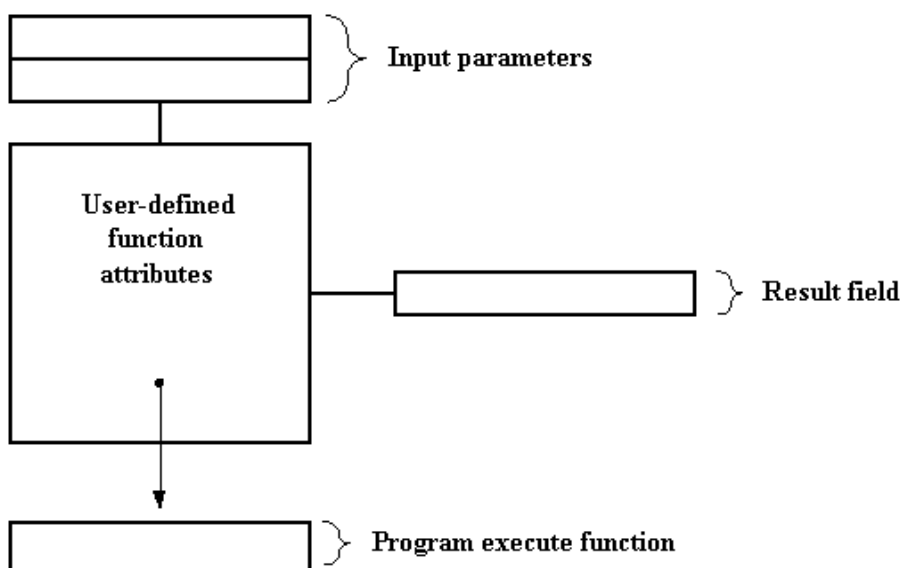 Input parameters
User-defined
function
attributes
Result field
Program execute function